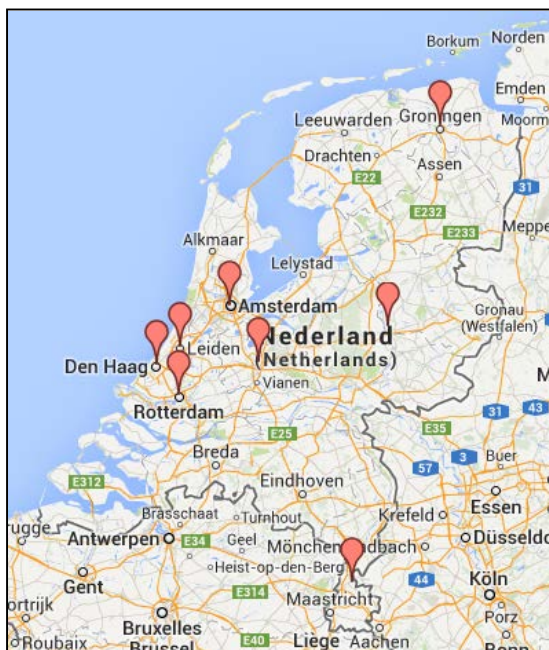 Borkum
Norden
Emden
Groningen
Leeuwarden
Moorm
Drachten
E22
Assen
31
E232
E233
Meppe
Alkmaar
Lelystad
Amsterdam
Gronau
(Westfalen)
Nederland
(Netherlands)
Leiden
Den Haag
Vianen
M
Rotterdam
31
43
E25
E35
Breda
3
Buer
57
E312
Eindhoven
Essen
Brasschaat
Turnhout
Krefeld
rugge
Antwerpen
E34
Geel
Mönchen
dbach
Düsseldo
Heist-op-den-Berg
Gent
E314
44
Köln
ortrijk
Maastricht
Porz
Bruxelles
Brussel
E40
Liège
Aachen
Roubaix
Bonn